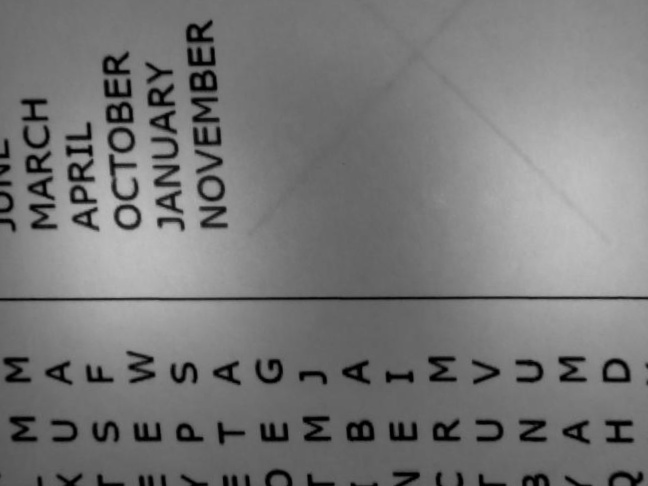 JUNE
MARCH
APRIL
OCTOBER
JANUARY
NOVEMBER
M M
U A
S F
E W
P S
T A
E G
M J
B A
E I
R M
U V
N U
A M
H D